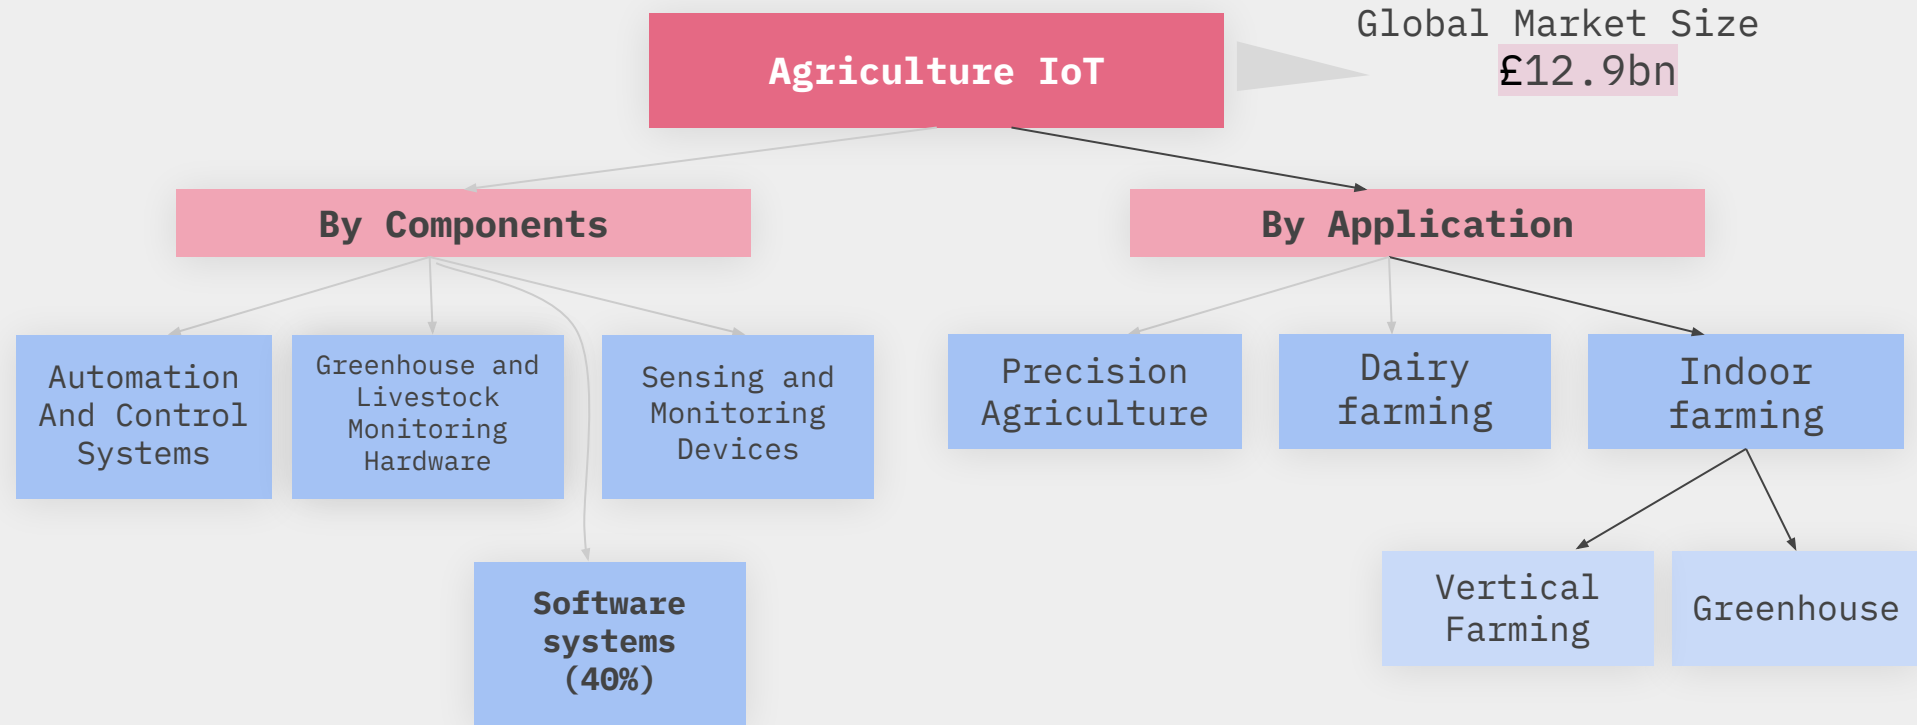 Agriculture IoT
Global Market Size
£12.9bn
By Components
By Application
Automation
And Control
Systems
Greenhouse and
Livestock
Monitoring
Hardware
Sensing and
Monitoring
Devices
Precision
Agriculture
Dairy
farming
Indoor
farming
Software
systems
(40%)
Vertical
Farming
Greenhouse